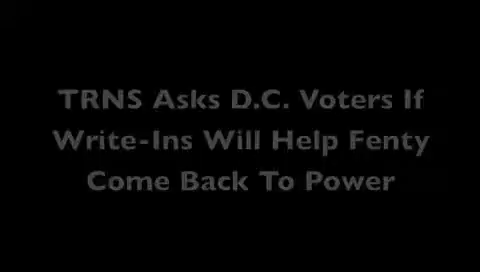 TRNS Asks D.C. Voters If
Write-Ins Will Help Fenty
Come Back To Power